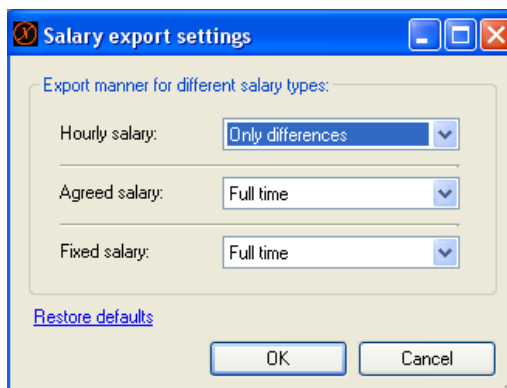 Salary export settings
Export manner for different salary types:
Hourly salary: Only differences
Agreed salary: Full time
Fixed salary: Full time
Restore defaults
OK Cancel